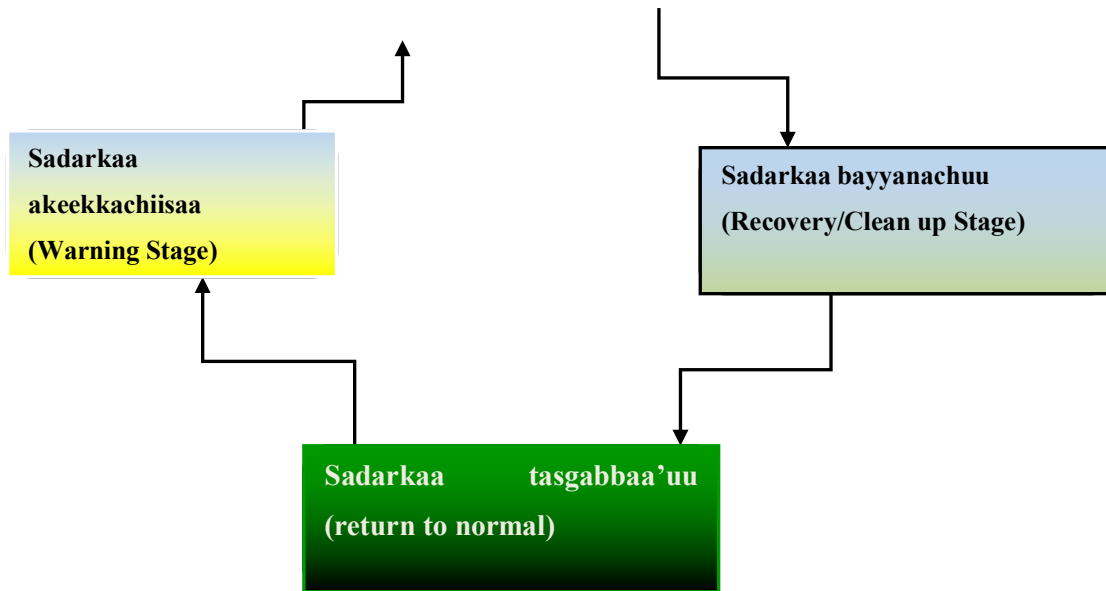 Sadarkaa
akeekkachiisaa
(Warning Stage)
Sadarkaa bayyanachuu
(Recovery/Clean up Stage)
Sadarkaa tasgabbaa’uu
(return to normal)